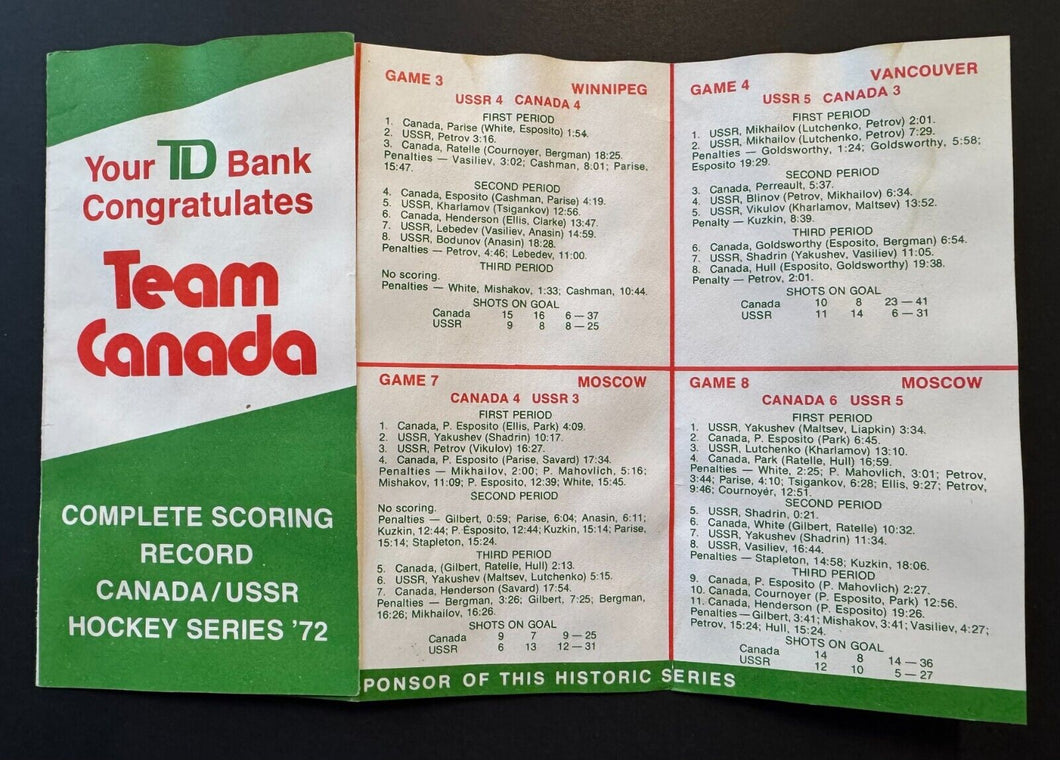 Your TD Bank
Congratulates
Team
Canada
COMPLETE SCORING
RECORD
CANADA/USSR
HOCKEY SERIES '72
GAME 3 WINNIPEG
USSR 4 CANADA 4
FIRST PERIOD
1. Canada, Parise (White, Esposito) 1:54.
2. USSR, Petrov 3:16.
3. Canada, Ratelle (Cournoyer, Bergman) 18:25.
Penalties — Vasiliev, 3:02; Cashman, 8:01; Parise,
15:47.
SECOND PERIOD
4. Canada, Esposito (Cashman, Parise) 4:19.
5. USSR, Kharlamov (Tsigankov) 12:56.
6. Canada, Henderson (Ellis, Clarke) 13:47.
7. USSR, Lebedev (Vasiliev, Anasin) 14:59.
8. USSR, Bodunov (Anasin) 18:28.
Penalties — Petrov, 4:46; Lebedev, 11:00.
THIRD PERIOD
No scoring.
Penalties — White, Mishakov, 1:33; Cashman, 10:44.
SHOTS ON GOAL
Canada 15 16 6 — 37
USSR 9 8 8 — 25
GAME 4 VANCOUVER
USSR 5 CANADA 3
FIRST PERIOD
1. USSR, Mikhailov (Lutchenko, Petrov) 2:01.
2. USSR, Mikhailov (Lutchenko, Petrov) 7:29.
Penalties — Goldsworthy, 1:24; Goldsworthy, 5:58;
Esposito 19:29.
SECOND PERIOD
3. Canada, Perreault, 5:37.
4. USSR, Blinov (Petrov, Mikhailov) 6:34.
5. USSR, Vikulov (Kharlamov, Maltsev) 13:52.
Penalty — Kuzkin, 8:39.
THIRD PERIOD
6. Canada, Goldsworthy (Esposito, Bergman) 6:54.
7. USSR, Shadrin (Yakushev, Vasiliev) 11:05.
8. Canada, Hull (Esposito, Goldsworthy) 19:38.
Penalty — Petrov, 2:01.
SHOTS ON GOAL
Canada 10 8 23 — 41
USSR 11 14 6 — 31
GAME 7 MOSCOW
CANADA 4 USSR 3
FIRST PERIOD
1. Canada, P. Esposito (Ellis, Park) 4:09.
2. USSR, Yakushev (Shadrin) 10:17.
3. USSR, Petrov (Vikulov) 16:27.
4. Canada, P. Esposito (Parise, Savard) 17:34.
Penalties — Mikhailov, 2:00; P. Mahovlich, 5:16;
Mishakov, 11:09; P. Esposito, 12:39; White, 15:45.
SECOND PERIOD
No scoring.
Penalties — Gilbert, 0:59; Parise, 6:04; Anasin, 6:11;
Kuzkin, 12:44; P. Esposito, 12:44; Kuzkin, 15:14; Parise,
15:14; Stapleton, 15:24.
THIRD PERIOD
5. Canada, (Gilbert, Ratelle, Hull) 2:13.
6. USSR, Yakushev (Maltsev, Lutchenko) 5:15.
7. Canada, Henderson (Savard) 17:54.
Penalties — Bergman, 3:26; Gilbert, 7:25; Bergman,
16:26; Mikhailov, 16:26.
SHOTS ON GOAL
Canada 9 7 9 — 25
USSR 6 13 12 — 31
GAME 8 MOSCOW
CANADA 6 USSR 5
FIRST PERIOD
1. USSR, Yakushev (Maltsev, Liapkin) 3:34.
2. Canada, P. Esposito (Park) 6:45.
3. USSR, Lutchenko (Kharlamov) 13:10.
4. Canada, Park (Ratelle, Hull) 16:59.
Penalties — White, 2:25; P. Mahovlich, 3:01; Petrov,
3:44; Parise, 4:10; Tsigankov, 6:28; Ellis, 9:27; Petrov,
9:46; Cournoyer, 12:51.
SECOND PERIOD
5. USSR, Shadrin, 0:21.
6. Canada, White (Gilbert, Ratelle) 10:32.
7. USSR, Yakushev (Shadrin) 11:34.
8. USSR, Vasiliev, 16:44.
Penalties — Stapleton, 14:58; Kuzkin, 18:06.
THIRD PERIOD
9. Canada, P. Esposito (P. Mahovlich) 2:27.
10. Canada, Cournoyer (P. Esposito, Park) 12:56.
11. Canada, Henderson (P. Esposito) 19:26.
Penalties — Gilbert, 3:41; Mishakov, 3:41; Vasiliev, 4:27;
Petrov, 15:24; Hull, 15:24.
SHOTS ON GOAL
Canada 14 8 14 — 36
USSR 12 10 5 — 27
PONSOR OF THIS HISTORIC SERIES